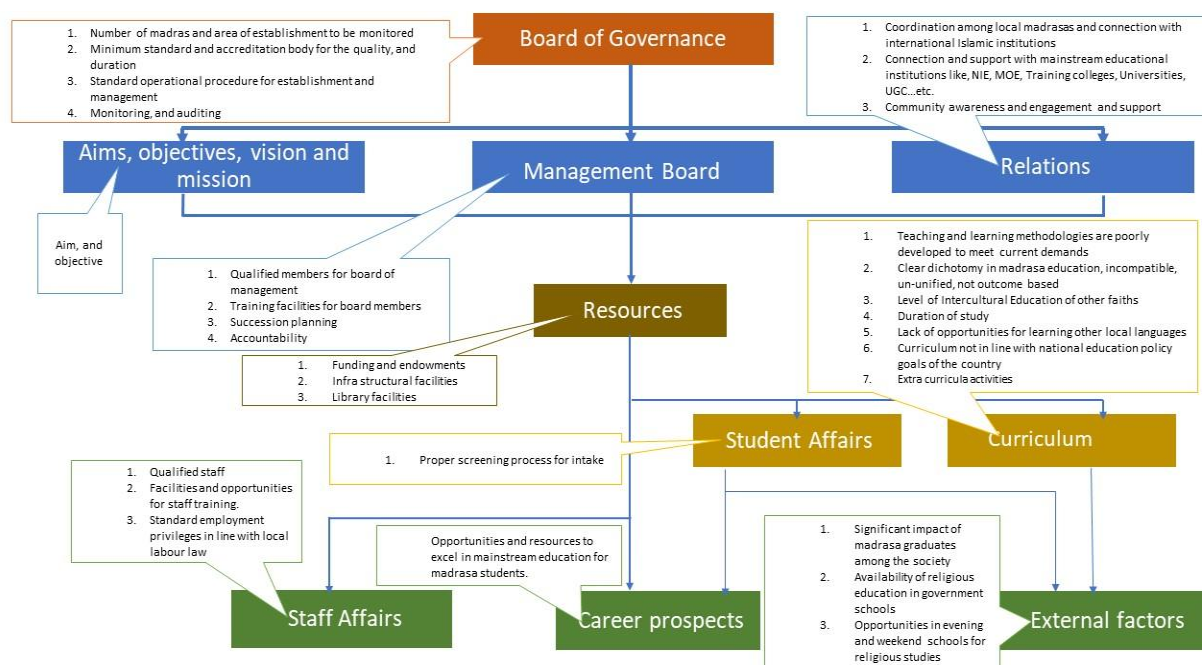 1. Number of madras and area of establishment to be monitored
2. Minimum standard and accreditation body for the quality, and
duration
3. Standard operational procedure for establishment and
management
4. Monitoring, and auditing
Board of Governance
1. Coordination among local madrasas and connection with
international Islamic institutions
2. Connection and support with mainstream educational
institutions like, NIE, MOE, Training colleges, Universities,
UGC...etc.
3. Community awareness and engagement and support
Aims, objectives, vision and
mission
Management Board
Relations
Aim, and
objective
1. Qualified members for board of
management
2. Training facilities for board members
3. Succession planning
4. Accountability
Resources
1. Funding and endowments
2. Infra structural facilities
3. Library facilities
1. Teaching and learning methodologies are poorly
developed to meet current demands
2. Clear dichotomy in madrasa education, incompatible,
un-unified, not outcome based
3. Level of Intercultural Education of other faiths
4. Duration of study
5. Lack of opportunities for learning other local languages
6. Curriculum not in line with national education policy
goals of the country
7. Extra curricula activities
Student Affairs
Curriculum
1. Proper screening process for intake
1. Qualified staff
2. Facilities and opportunities
for staff training.
3. Standard employment
privileges in line with local
labour law
Opportunities and resources to
excel in mainstream education for
madrasa students.
1. Significant impact of
madrasa graduates
among the society
2. Availability of religious
education in government
schools
3. Opportunities in evening
and weekend schools for
religious studies
Staff Affairs
Career prospects
External factors